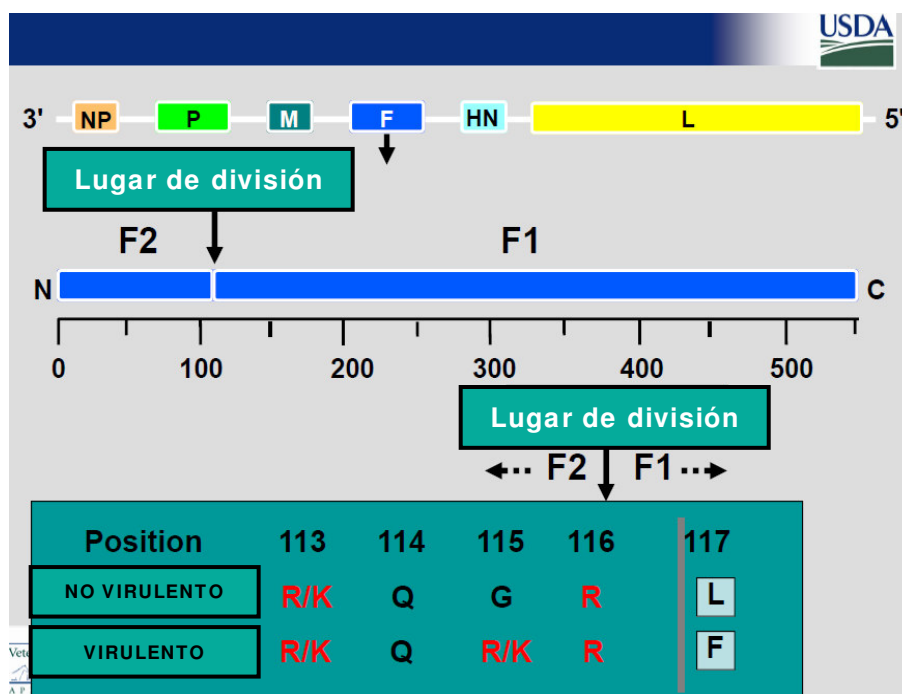 USDA
3' NP P M F HN L 5'
Lugar de división
F2 F1
N C
0 100 200 300 400 500
Lugar de división
F2 F1
Position 113 114 115 116 117
NO VIRULENTO R/K Q G R L
VIRULENTO R/K Q R/K R F
A P